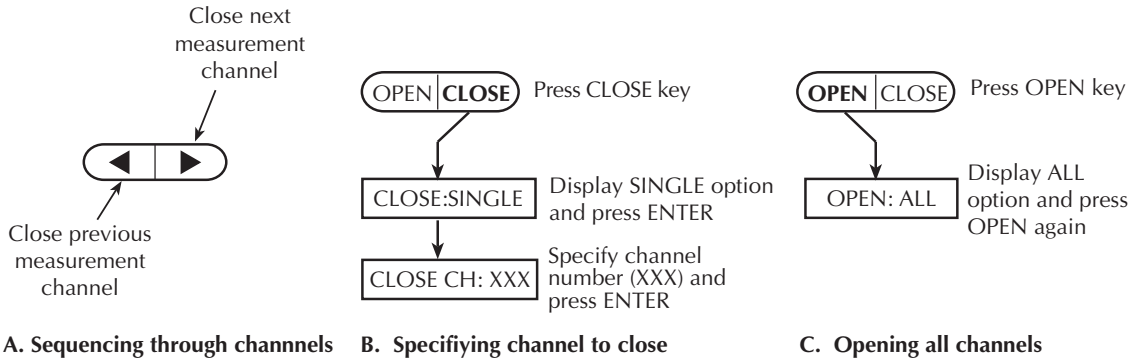 Close next
measurement
channel
Close previous
measurement
channel
A. Sequencing through channnels
OPEN CLOSE Press CLOSE key
CLOSE:SINGLE
Display SINGLE option
and press ENTER
CLOSE CH: XXX
Specify channel
number (XXX) and
press ENTER
B. Specifiying channel to close
OPEN CLOSE Press OPEN key
OPEN: ALL
Display ALL
option and press
OPEN again
C. Opening all channels